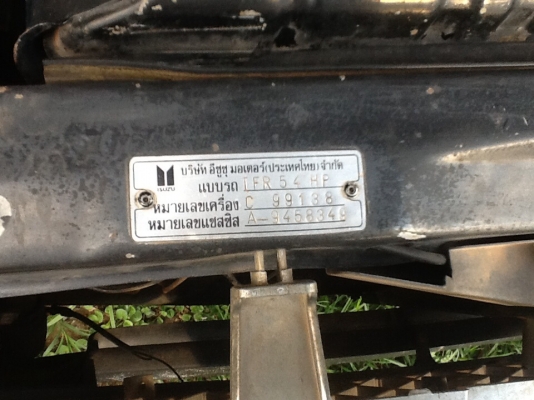 ISUZU
บริษัท อีซูซุ มอเตอร์(ประเทศไทย)จำกัด
แบบรถ TFR 54 HP
หมายเลขเครื่อง C 99138
หมายเลขแชสซิส A-9458349